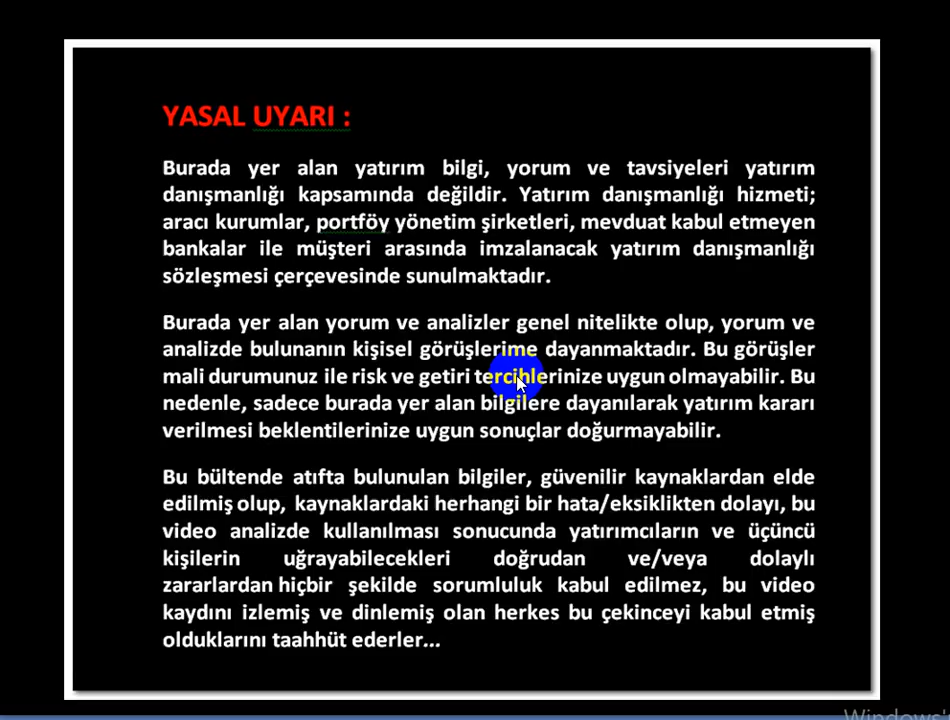 YASAL UYARI :
Burada yer alan yatırım bilgi, yorum ve tavsiyeleri yatırım
danışmanlığı kapsamında değildir. Yatırım danışmanlığı hizmeti;
aracı kurumlar, portföy yönetim şirketleri, mevduat kabul etmeyen
bankalar ile müşteri arasında imzalanacak yatırım danışmanlığı
sözleşmesi çerçevesinde sunulmaktadır.
Burada yer alan yorum ve analizler genel nitelikte olup, yorum ve
analizde bulunanın kişisel görüşlerime dayanmaktadır. Bu görüşler
mali durumunuz ile risk ve getiri tercihlerinize uygun olmayabilir. Bu
nedenle, sadece burada yer alan bilgilere dayanılarak yatırım kararı
verilmesi beklentilerinize uygun sonuçlar doğurmayabilir.
Bu bültende atıfta bulunulan bilgiler, güvenilir kaynaklardan elde
edilmiş olup, kaynaklardaki herhangi bir hata/eksiklikten dolayı, bu
video analizde kullanılması sonucunda yatırımcıların ve üçüncü
kişilerin uğrayabilecekleri doğrudan ve/veya dolaylı
zararlardan hiçbir şekilde sorumluluk kabul edilmez, bu video
kaydını izlemiş ve dinlemiş olan herkes bu çekinceyi kabul etmiş
olduklarını taahhüt ederler...